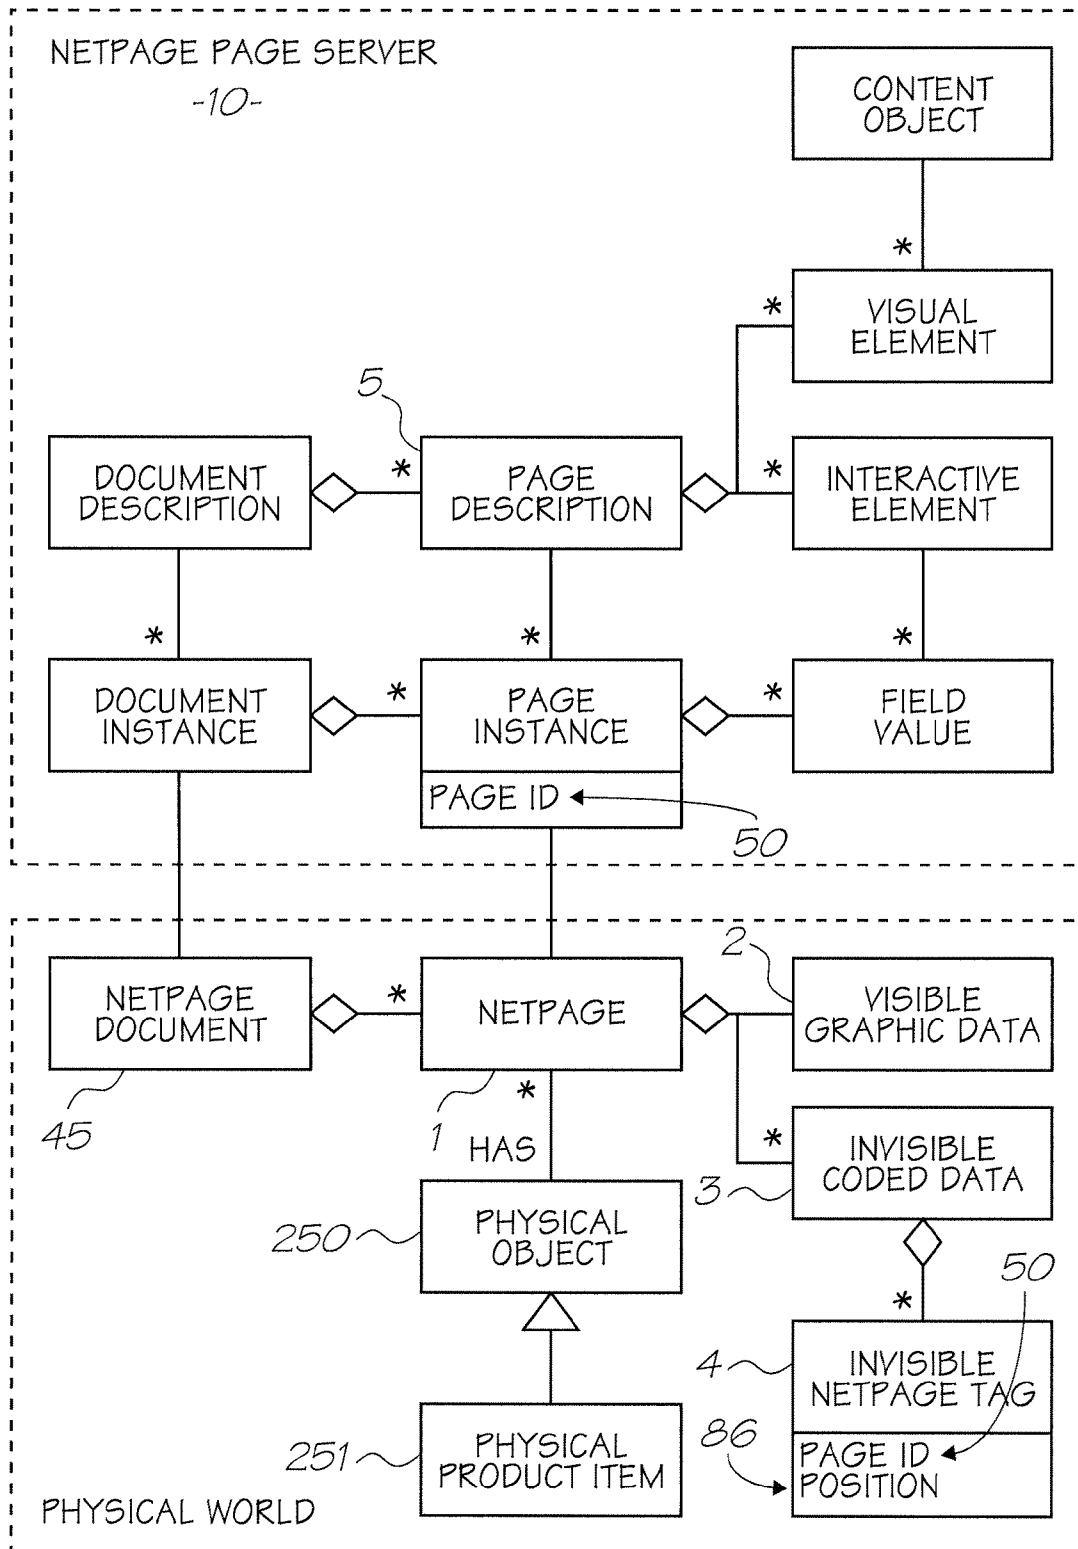 NETPAGE PAGE SERVER
-10-
CONTENT
OBJECT
*
VISUAL
ELEMENT
*
5
DOCUMENT
DESCRIPTION
*
PAGE
DESCRIPTION
*
INTERACTIVE
ELEMENT
*
*
*
DOCUMENT
INSTANCE
*
PAGE
INSTANCE
*
FIELD
VALUE
PAGE ID
50
2
NETPAGE
DOCUMENT
*
NETPAGE
VISIBLE
GRAPHIC DATA
45
1
*
HAS
*
INVISIBLE
CODED DATA
3
250
PHYSICAL
OBJECT
50
*
4
INVISIBLE
NETPAGE TAG
86
PAGE ID
POSITION
251
PHYSICAL
PRODUCT ITEM
PHYSICAL WORLD